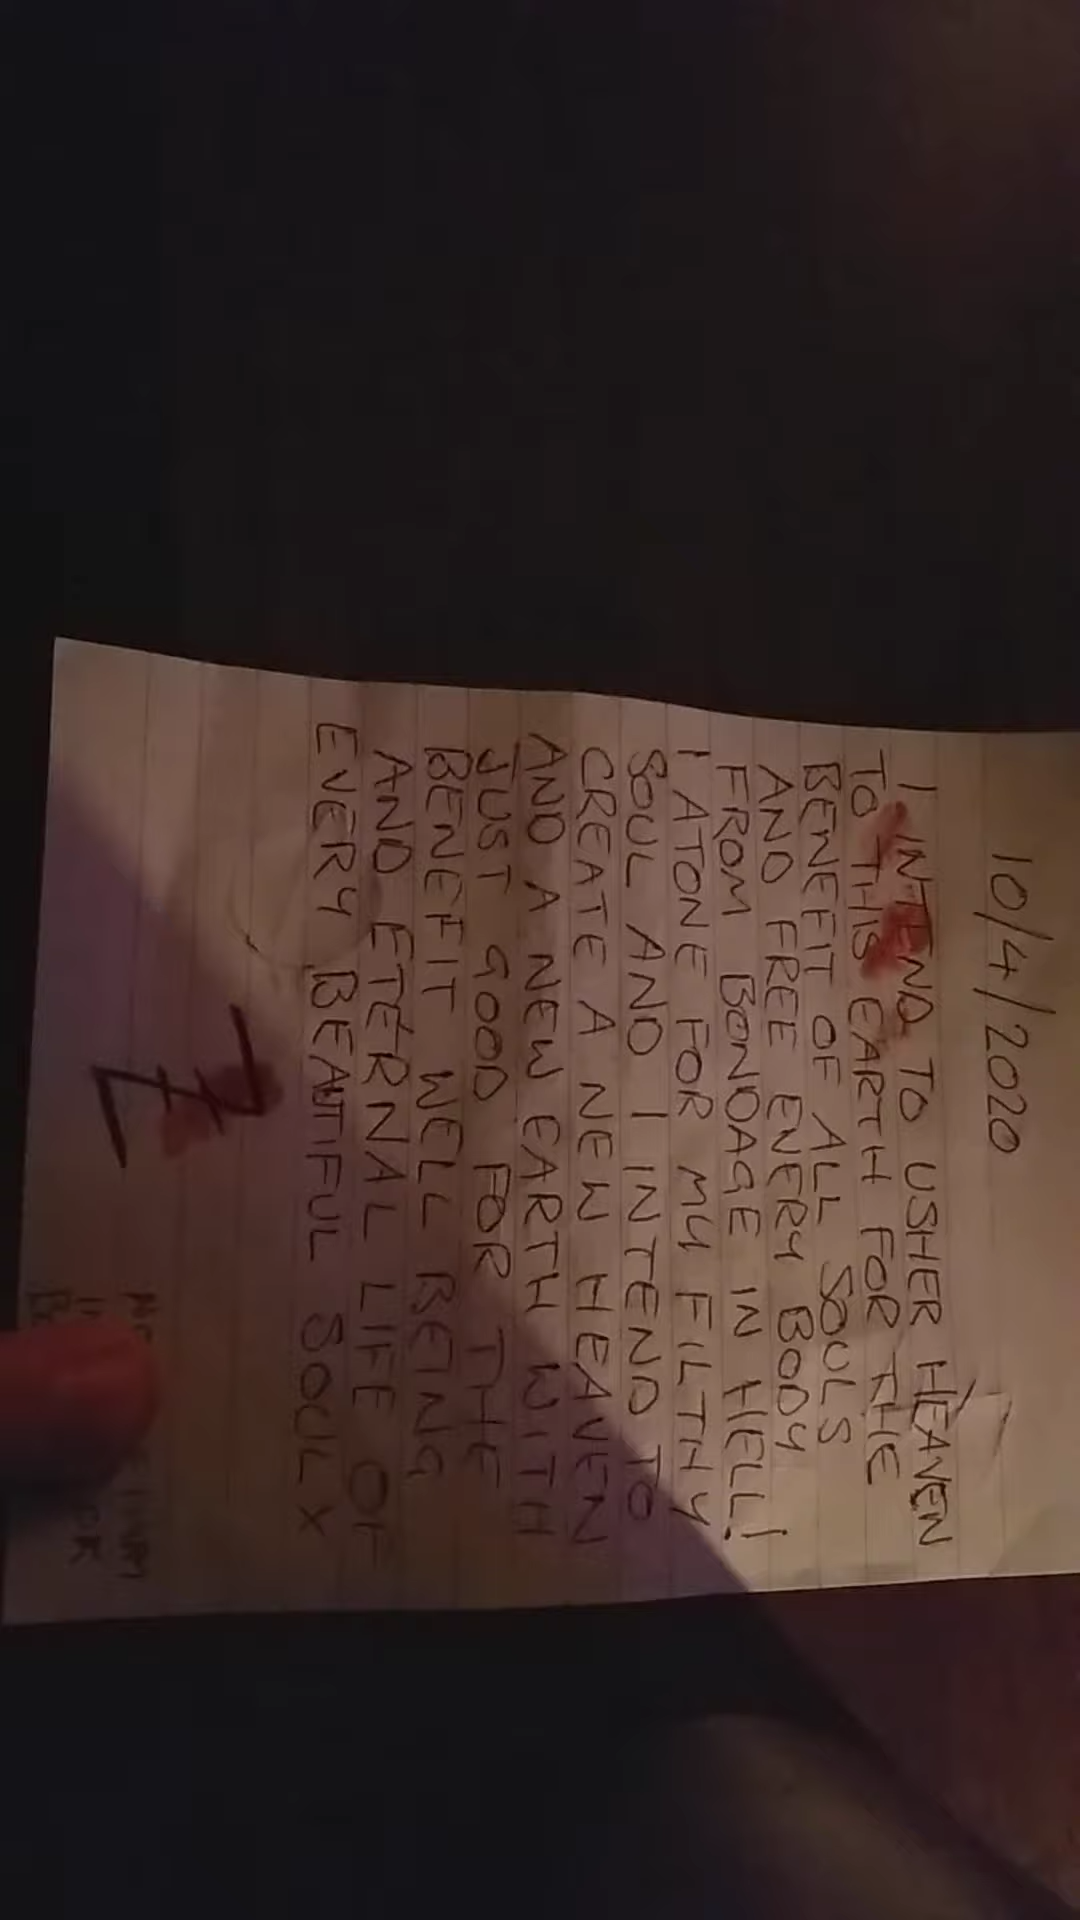 10/4/2020
I INTEND TO USHER HEAVEN
TO THIS EARTH FOR THE
BENEFIT OF ALL SOULS
AND FREE ENERY BODY
FROM BONDAGE IN HELL!
I ATONE FOR MY FILTHY
SOUL AND I INTEND TO
CREATE A NEW HEAVEN
AND A NEW EARTH WITH
JUST GOOD FOR THE
BENEFIT WELL BEING
AND ETERNAL LIFE OF
EVERY BEAUTIFUL SOUL X